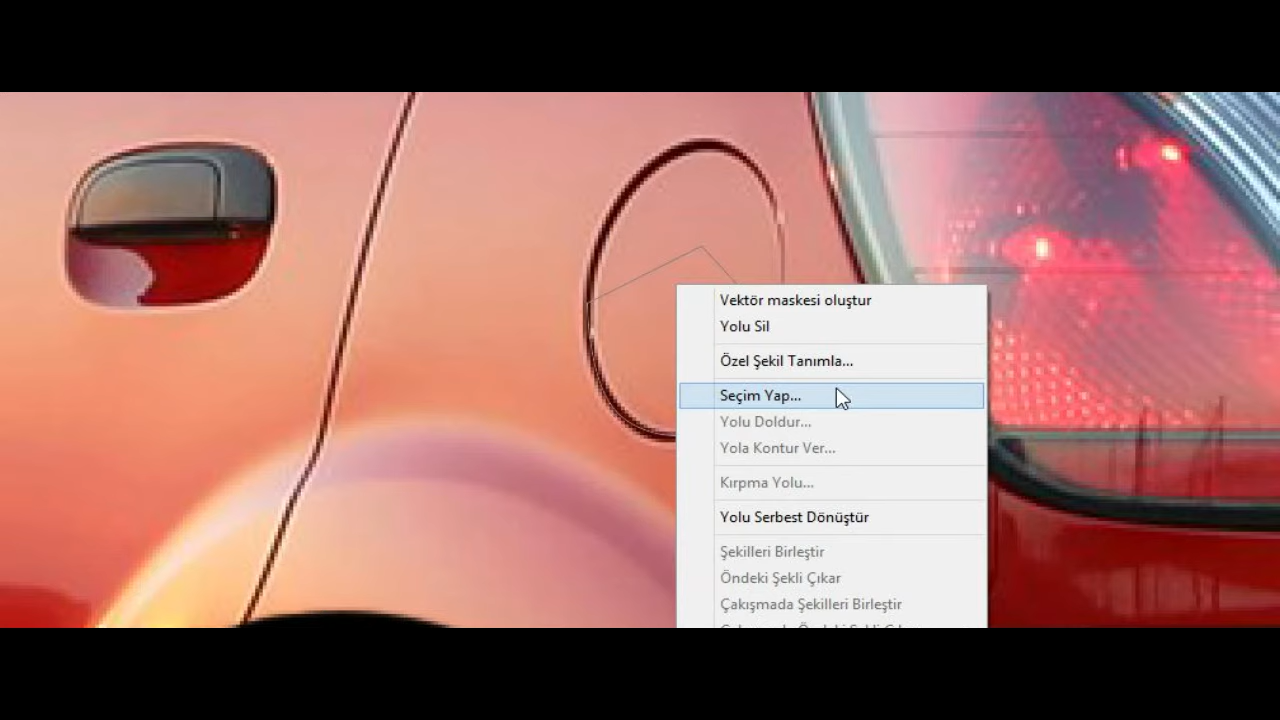 Vektör maskesi oluştur
Yolu Sil
Özel Şekil Tanımla...
Seçim Yap...
Yolu Doldur...
Yola Kontur Ver...
Kırpma Yolu...
Yolu Serbest Dönüştür
Şekilleri Birleştir
Öndeki Şekli Çıkar
Çakışmada Şekilleri Birleştir